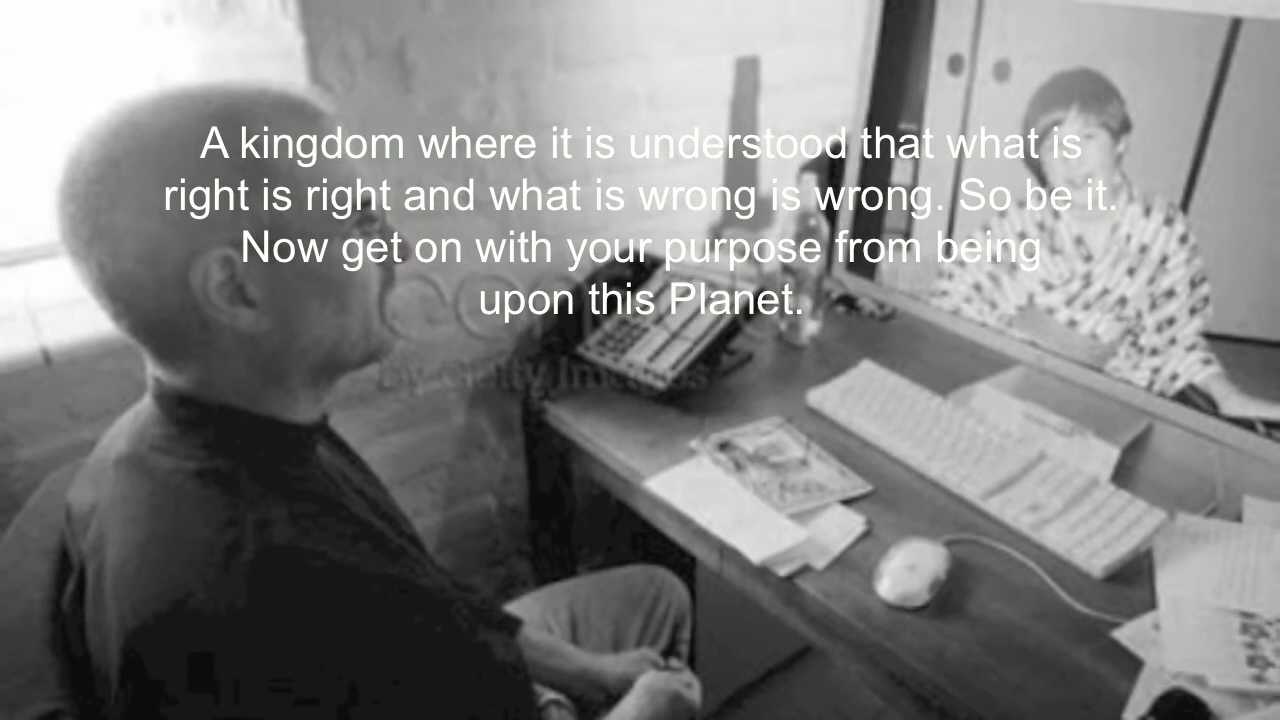 A kingdom where it is understood that what is
right is right and what is wrong is wrong. So be it.
Now get on with your purpose from being
upon this Planet.